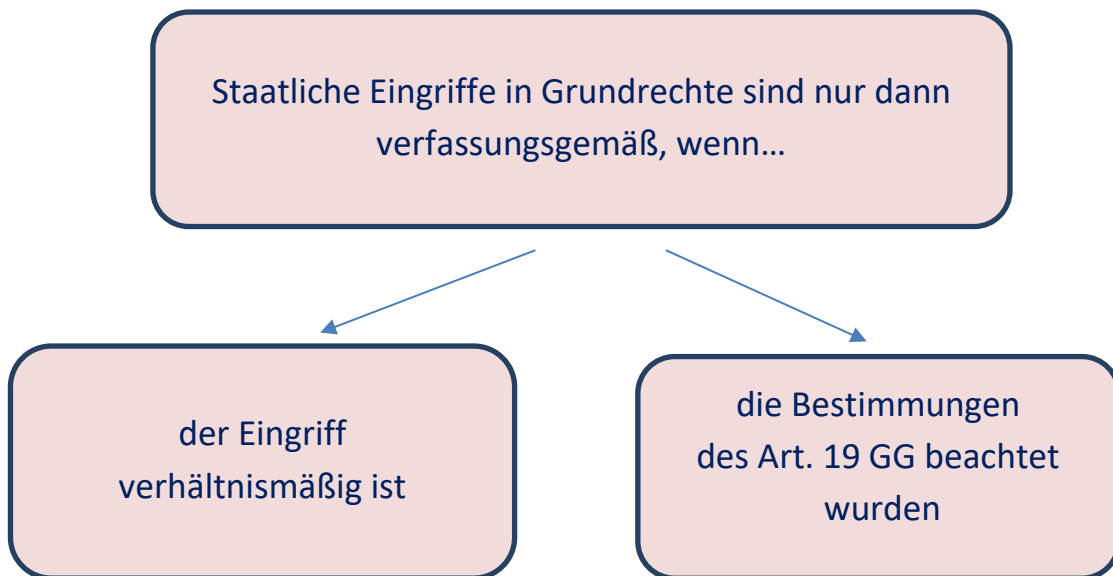 Staatliche Eingriffe in Grundrechte sind nur dann
verfassungsgemäß, wenn…
der Eingriff
verhältnismäßig ist
die Bestimmungen
des Art. 19 GG beachtet
wurden